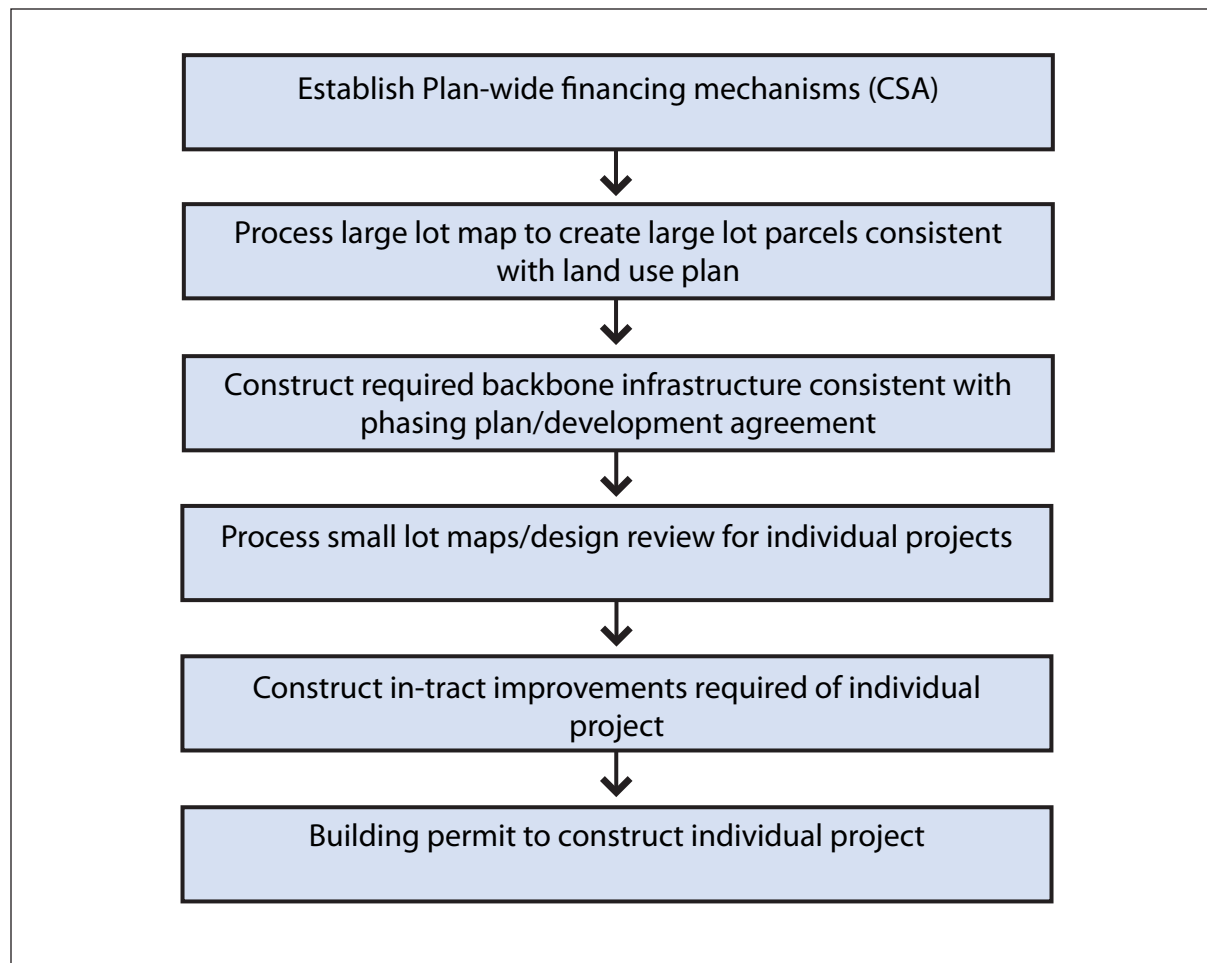 Establish Plan-wide financing mechanisms (CSA)
Process large lot map to create large lot parcels consistent
with land use plan
Construct required backbone infrastructure consistent with
phasing plan/development agreement
Process small lot maps/design review for individual projects
Construct in-tract improvements required of individual
project
Building permit to construct individual project